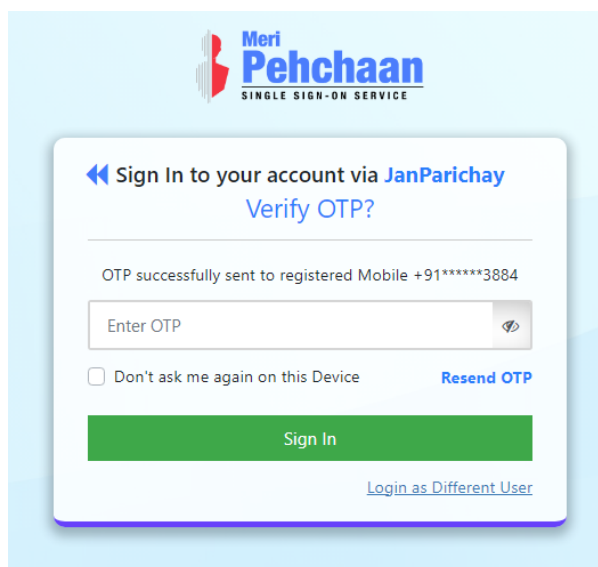 Meri
Pehchaan
SINGLE SIGN-ON SERVICE
Sign In to your account via JanParichay
Verify OTP?
OTP successfully sent to registered Mobile +91******3884
Enter OTP
Don't ask me again on this Device Resend OTP
Sign In
Login as Different User